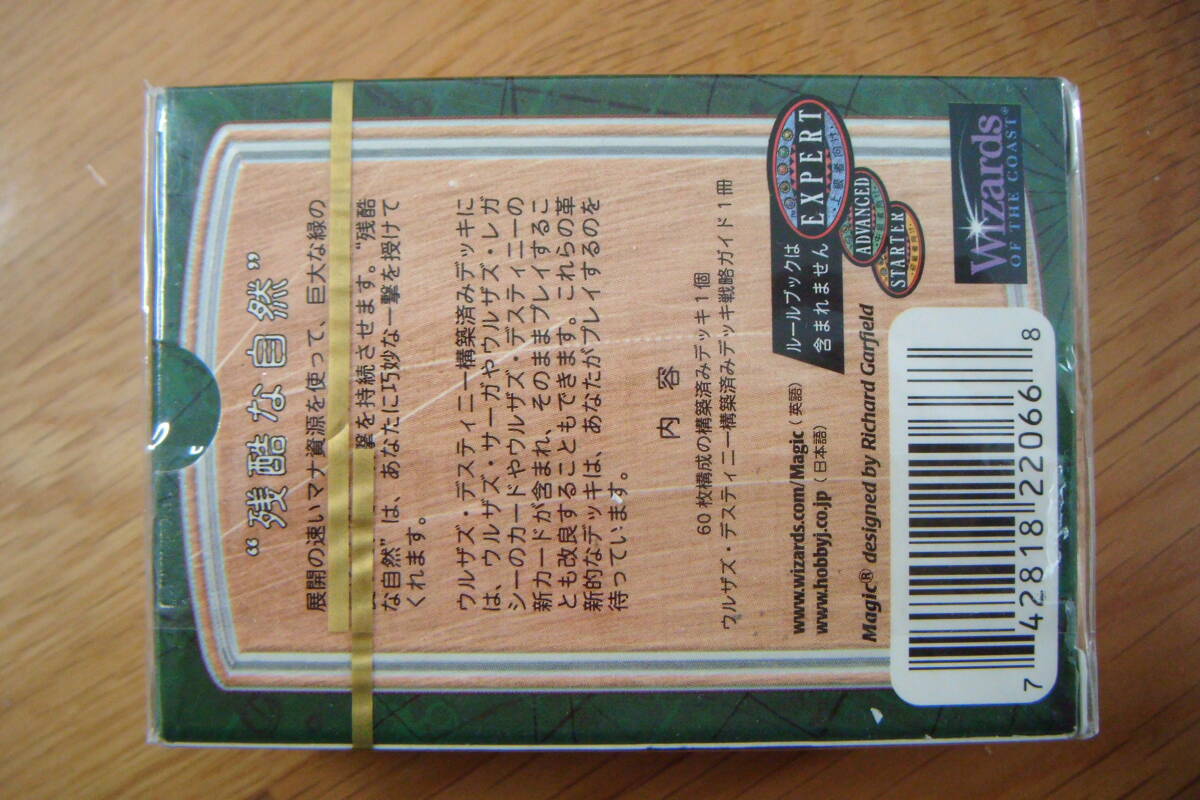 “残酷な自然”
展開の速いマナ資源を使って、巨大な緑の
撃を持続させます。“残酷
な自然”は、あなたに巧妙な一撃を授けて
くれます。
ウルザズ・デスティニー構築済みデッキに
は、ウルザズ・サーガやウルザズ・レガ
シーのカードやウルザズ・デスティニーの
新カードが含まれ、そのままプレイするこ
とも改良することもできます。これらの革
新的なデッキは、あなたがプレイするのを
待っています。
内 容
60枚構成の構築済みデッキ1個
ウルザズ・デスティニー構築済みデッキ戦略ガイド1冊
www.wizards.com/Magic（英語）
www.hobbyj.co.jp（日本語）
ルールブックは
含まれません
EXPERT
上級者向け
ADVANCED
STARTER
Magic® designed by Richard Garfield
Wizards
OF THE COAST®
7 42818 22066 8